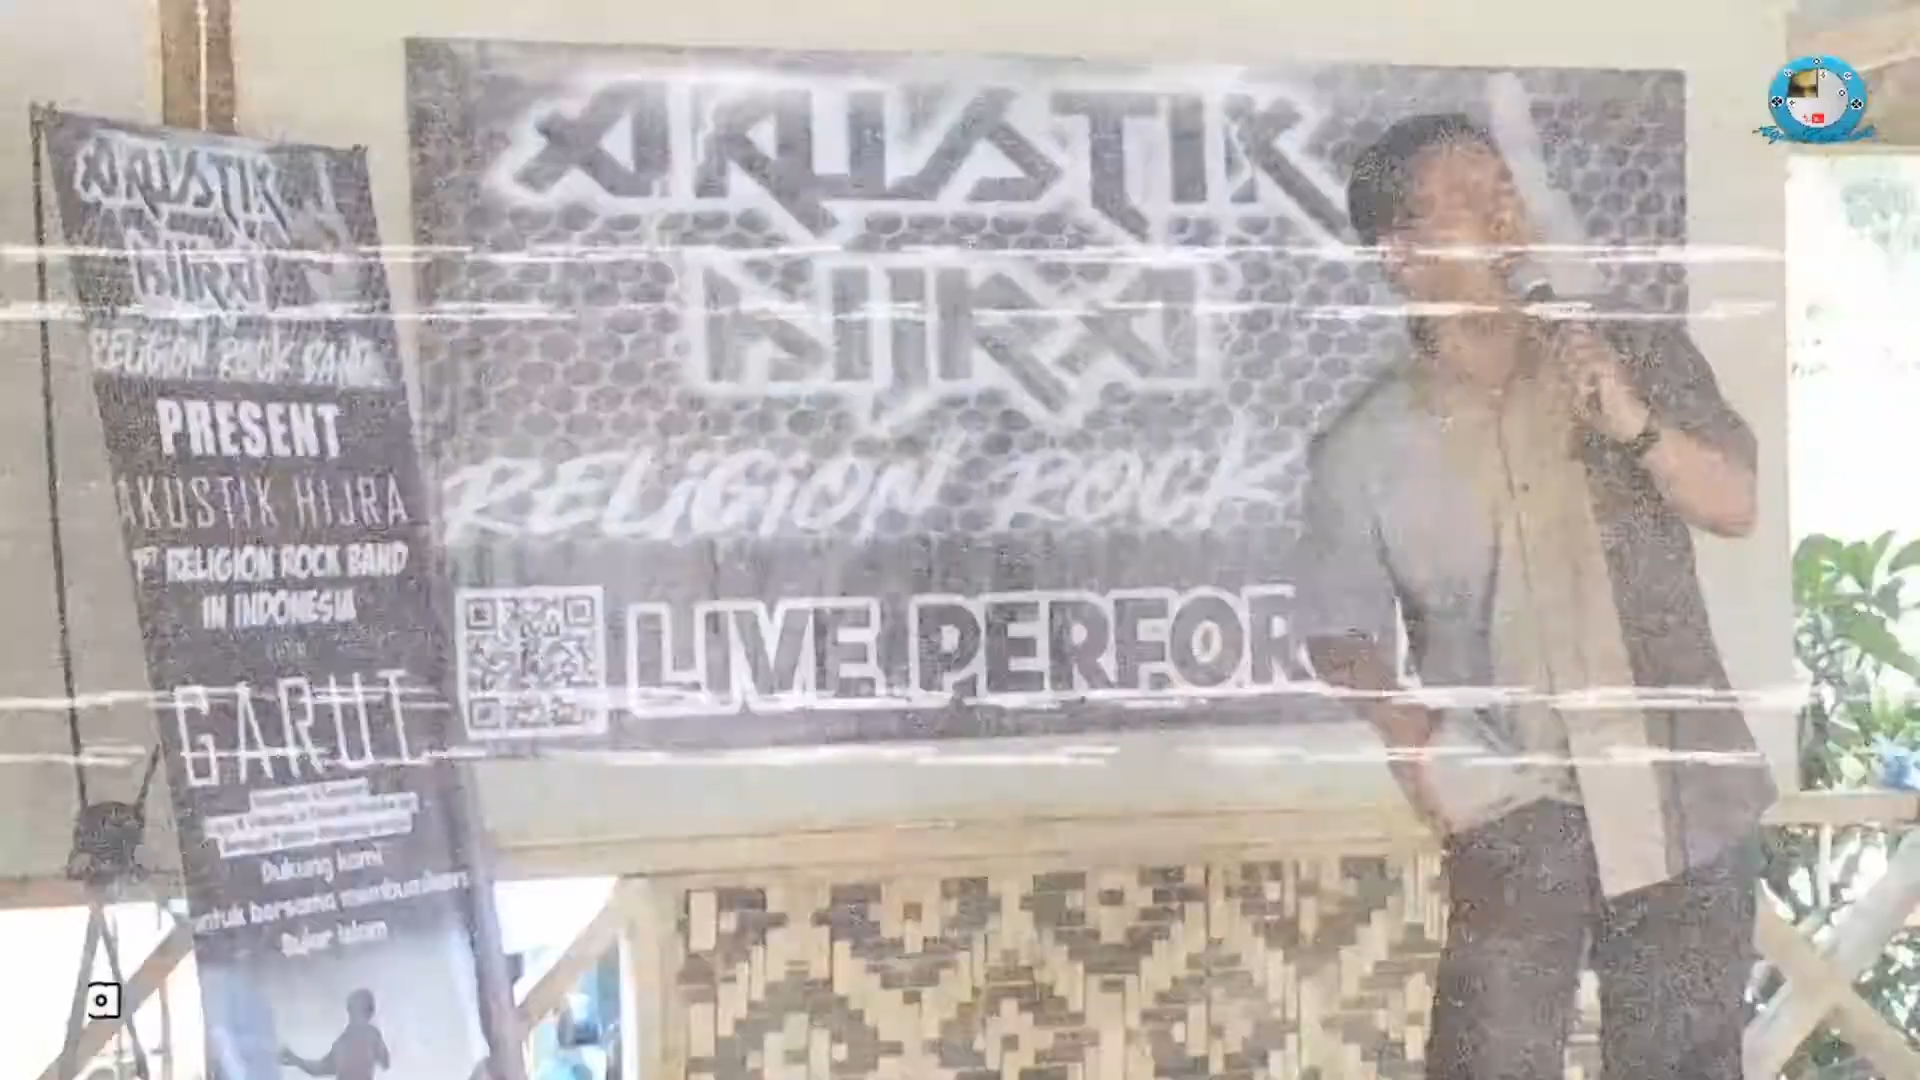 AKUSTIK
HIJRA
RELIGION ROCK BAND
PRESENT
AKUSTIK HIJRA
1ST RELIGION ROCK BAND
IN INDONESIA
GARUT
Dukung kami
untuk bersama membumikan
Syiar Islam
AKUSTIK
HIJRA
RELIGION ROCK
LIVE PERFOR